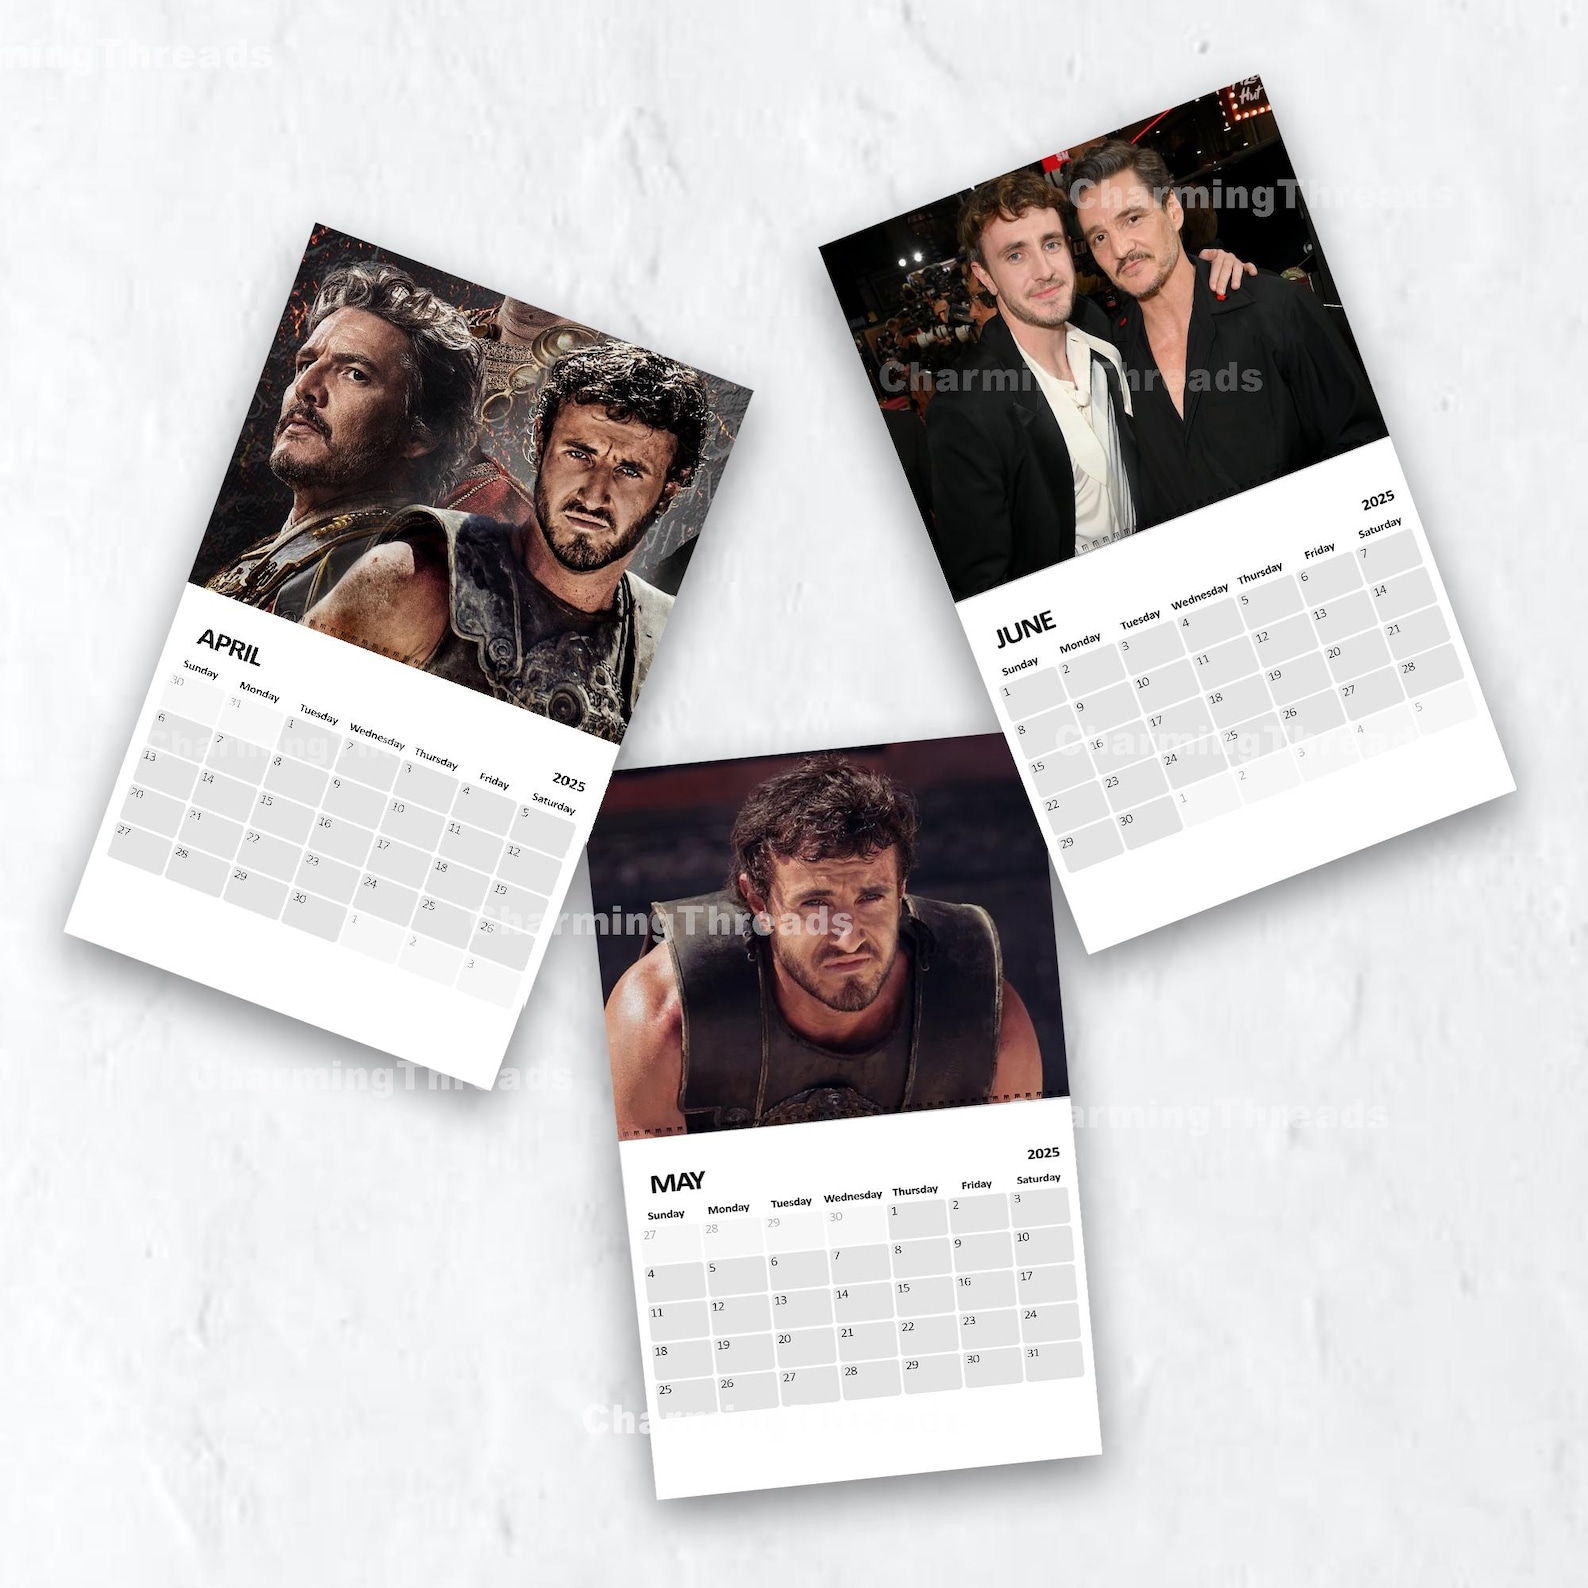 mingThreads
CharmingThreads
CharmingThreads
APRIL
2025
Sunday Monday Tuesday Wednesday Thursday Friday Saturday
30 31 1 2 3 4 5
6 7 8 9 10 11 12
13 14 15 16 17 18 19
20 21 22 23 24 25 26
27 28 29 30 1 2 3
Hut
2025
JUNE
Sunday Monday Tuesday Wednesday Thursday Friday Saturday
1 2 3 4 5 6 7
8 9 10 11 12 13 14
15 16 17 18 19 20 21
22 23 24 25 26 27 28
29 30 1 2 3 4 5
CharmingThreads
CharmingThreads
CharmingThreads
2025
MAY
Sunday Monday Tuesday Wednesday Thursday Friday Saturday
27 28 29 30 1 2 3
4 5 6 7 8 9 10
11 12 13 14 15 16 17
18 19 20 21 22 23 24
25 26 27 28 29 30 31
CharmingThreads